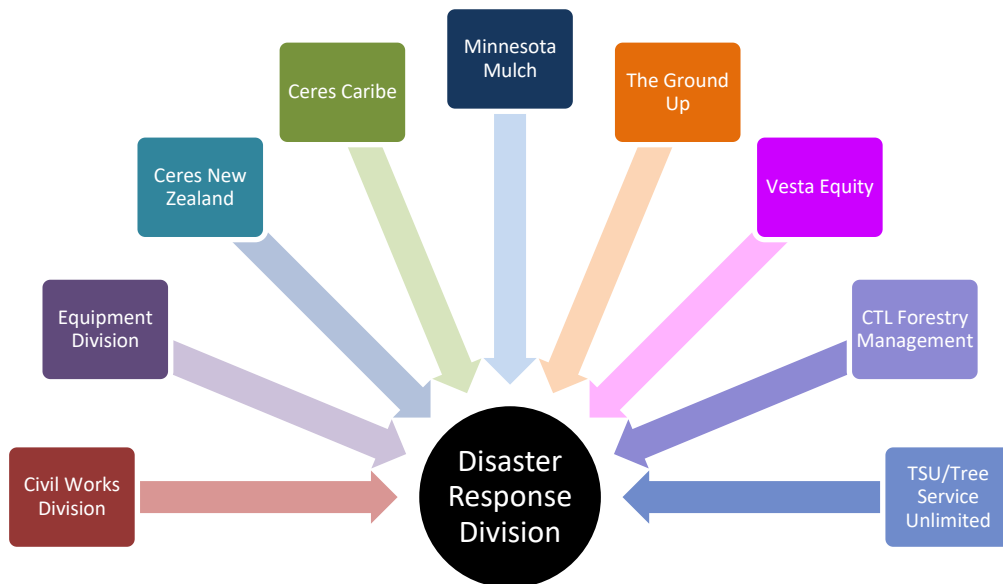 Minnesota
Mulch
Ceres Caribe
The Ground
Up
Ceres New
Zealand
Vesta Equity
Equipment
Division
CTL Forestry
Management
Civil Works
Division
Disaster
Response
Division
TSU/Tree
Service
Unlimited